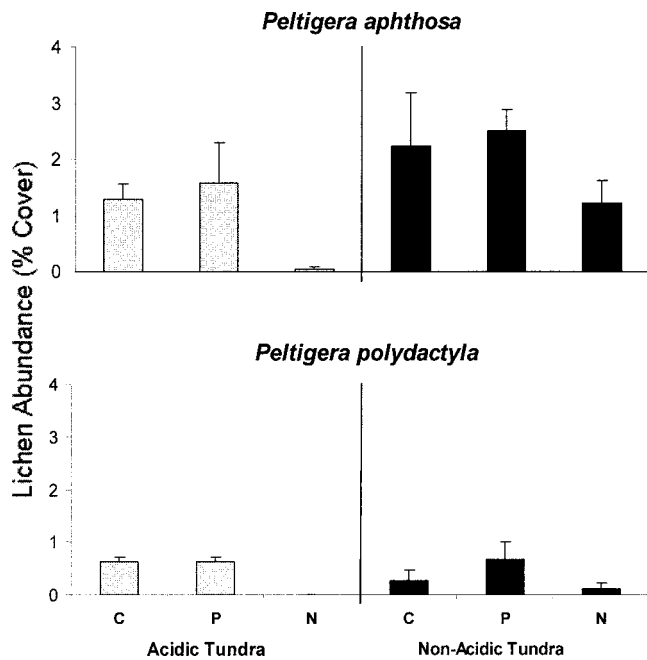 Peltigera aphthosa
Lichen Abundance (% Cover)
4
3
2
1
0
Peltigera polydactyla
4
3
2
1
0
C P N C P N
Acidic Tundra Non-Acidic Tundra